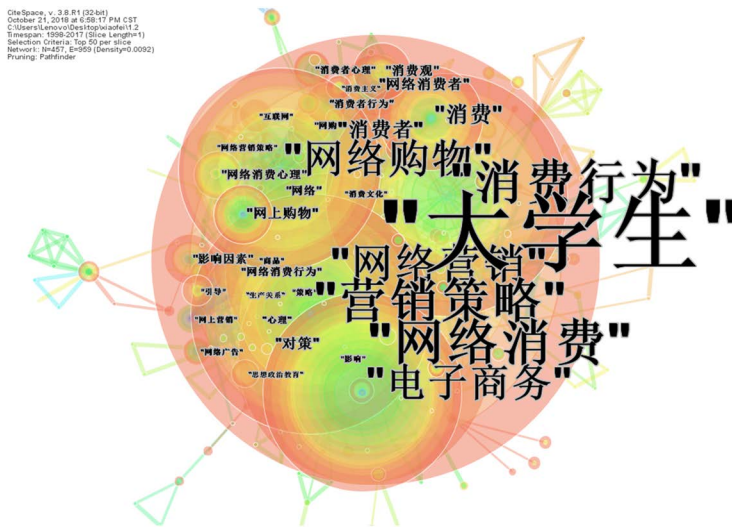 CiteSpace, v. 3.8.R1 (32-bit)
October 21, 2018 at 6:58:17 PM CST
C:\Users\Lenovo\Desktop\xiaofei\1.2
Timespan: 1998-2017 (Slice Length=1)
Selection Criteria: Top 50 per slice
Network: N=457, E=959 (Density=0.0092)
Pruning: Pathfinder
"消费者心理"
"消费观"
"消费主义"
"网络消费者"
"消费者行为"
"消费"
"互联网"
"网购"
"消费者"
"网络营销策略"
"网络购物"
"网络消费心理"
"消费行为"
"网络"
"消费文化"
"网上购物"
"大学生"
"影响因素"
"商品"
"网络营销"
"网络消费行为"
"引导"
"生产关系"
"策略"
"营销策略"
"网上营销"
"心理"
"网络消费"
"对策"
"网络广告"
"影响"
"思想政治教育"
"电子商务"